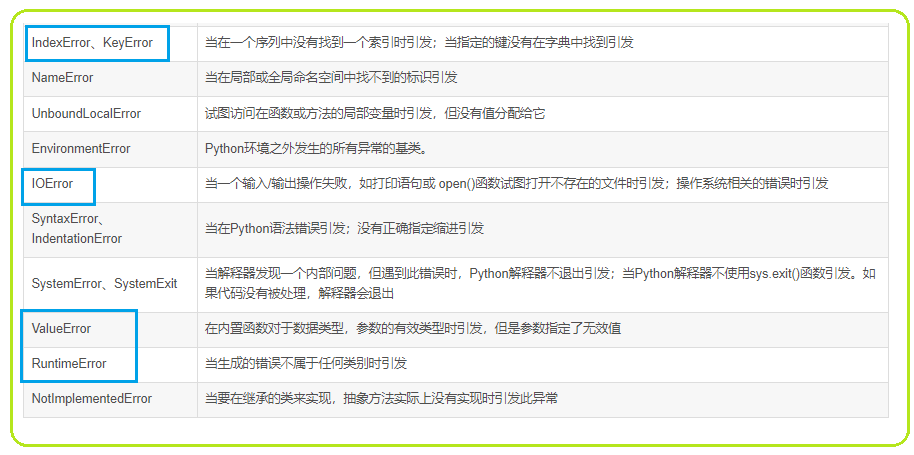 IndexError、KeyError
当在一个序列中没有找到一个索引时引发；当指定的键没有在字典中找到引发
NameError
当在局部或全局命名空间中找不到的标识引发
UnboundLocalError
试图访问在函数或方法的局部变量时引发，但没有值分配给它
EnvironmentError
Python环境之外发生的所有异常的基类。
IOError
当一个输入/输出操作失败，如打印语句或 open()函数试图打开不存在的文件时引发；操作系统相关的错误时引发
SyntaxError、
IndentationError
当在Python语法错误引发；没有正确指定缩进引发
SystemError、SystemExit
当解释器发现一个内部问题，但遇到此错误时，Python解释器不退出引发；当Python解释器不使用sys.exit()函数引发。如
果代码没有被处理，解释器会退出
ValueError
在内置函数对于数据类型，参数的有效类型时引发，但是参数指定了无效值
RuntimeError
当生成的错误不属于任何类别时引发
NotImplementedError
当要在继承的类来实现，抽象方法实际上没有实现时引发此异常